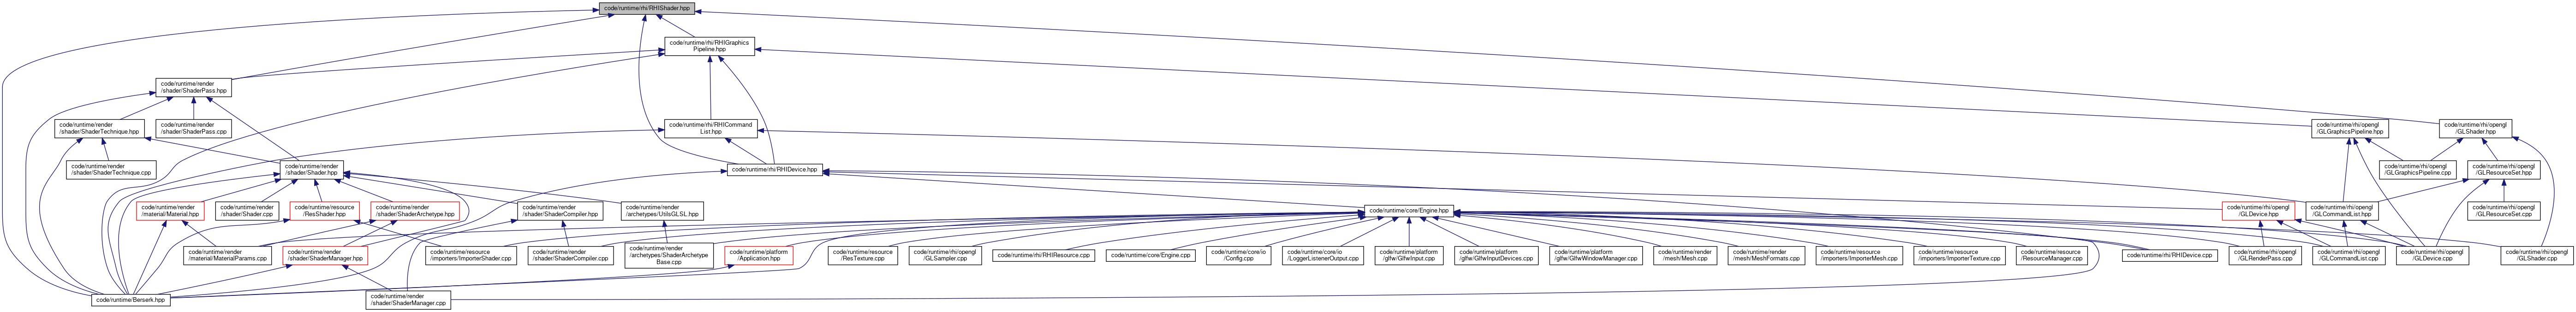 code/runtime/rhi/RHIShader.hpp
code/runtime/rhi/RHIGraphics
Pipeline.hpp
code/runtime/render
/shader/ShaderPass.hpp
code/runtime/render
/shader/ShaderTechnique.hpp
code/runtime/render
/shader/ShaderPass.cpp
code/runtime/rhi/RHICommand
List.hpp
code/runtime/rhi/opengl
/GLGraphicsPipeline.hpp
code/runtime/rhi/opengl
/GLShader.hpp
code/runtime/render
/shader/ShaderTechnique.cpp
code/runtime/render
/shader/Shader.hpp
code/runtime/rhi/RHIDevice.hpp
code/runtime/rhi/opengl
/GLGraphicsPipeline.cpp
code/runtime/rhi/opengl
/GLResourceSet.hpp
code/runtime/render
/material/Material.hpp
code/runtime/render
/shader/Shader.cpp
code/runtime/resource
/ResShader.hpp
code/runtime/render
/shader/ShaderArchetype.hpp
code/runtime/render
/shader/ShaderCompiler.hpp
code/runtime/render
/archetypes/UtilsGLSL.hpp
code/runtime/core/Engine.hpp
code/runtime/rhi/opengl
/GLDevice.hpp
code/runtime/rhi/opengl
/GLCommandList.hpp
code/runtime/rhi/opengl
/GLResourceSet.cpp
code/runtime/render
/material/MaterialParams.cpp
code/runtime/render
/shader/ShaderManager.hpp
code/runtime/resource
/importers/ImporterShader.cpp
code/runtime/render
/shader/ShaderCompiler.cpp
code/runtime/render
/archetypes/ShaderArchetype
Base.cpp
code/runtime/platform
/Application.hpp
code/runtime/resource
/ResTexture.cpp
code/runtime/rhi/opengl
/GLSampler.cpp
code/runtime/rhi/RHIResource.cpp
code/runtime/core/Engine.cpp
code/runtime/core/io
/Config.cpp
code/runtime/core/io
/LoggerListenerOutput.cpp
code/runtime/platform
/glfw/GlfwInput.cpp
code/runtime/platform
/glfw/GlfwInputDevices.cpp
code/runtime/platform
/glfw/GlfwWindowManager.cpp
code/runtime/render
/mesh/Mesh.cpp
code/runtime/render
/mesh/MeshFormats.cpp
code/runtime/resource
/importers/ImporterMesh.cpp
code/runtime/resource
/importers/ImporterTexture.cpp
code/runtime/resource
/ResourceManager.cpp
code/runtime/rhi/RHIDevice.cpp
code/runtime/rhi/opengl
/GLRenderPass.cpp
code/runtime/rhi/opengl
/GLCommandList.cpp
code/runtime/rhi/opengl
/GLDevice.cpp
code/runtime/rhi/opengl
/GLShader.cpp
code/runtime/Berserk.hpp
code/runtime/render
/shader/ShaderManager.cpp